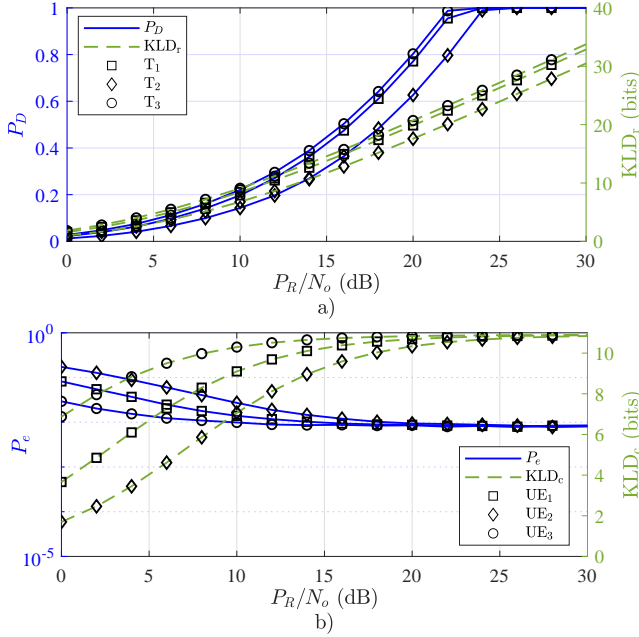 1
0.8
0.6
0.4
0.2
0
P_D
P_D
KLD_r
T_1
T_2
T_3
40
30
20
10
0
KLD_r (bits)
0 5 10 15 20 25 30
P_R/N_o (dB)
a)
10^0
10^-5
P_e
P_e
KLD_c
UE_1
UE_2
UE_3
10
8
6
4
2
0
KLD_c (bits)
0 5 10 15 20 25 30
P_R/N_o (dB)
b)